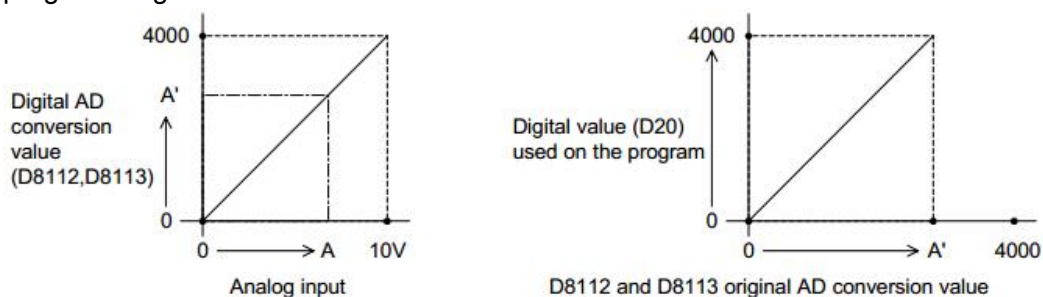 4000
A'
Digital AD
conversion
value
(D8112,D8113)
0
0
A
10V
Analog input
4000
Digital value (D20)
used on the program
0
0
A'
4000
D8112 and D8113 original AD conversion value